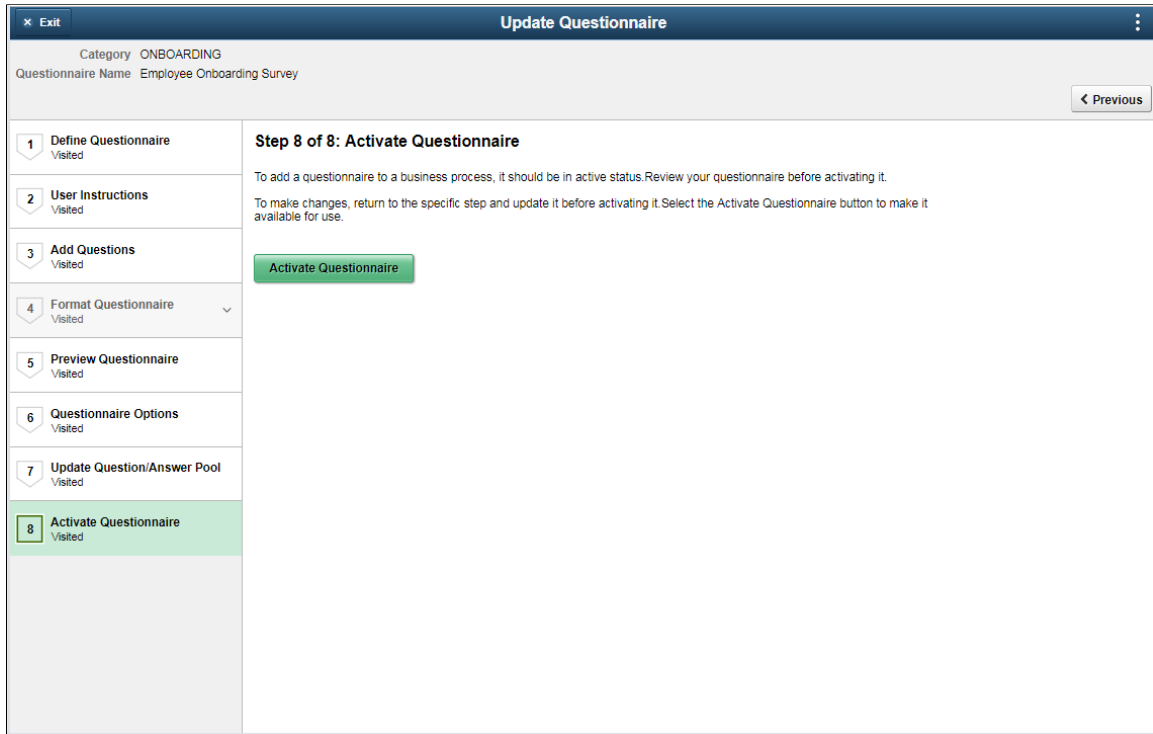 × Exit
Update Questionnaire
Category ONBOARDING
Questionnaire Name Employee Onboarding Survey
Previous
1 Define Questionnaire
Visited
2 User Instructions
Visited
3 Add Questions
Visited
4 Format Questionnaire
Visited
5 Preview Questionnaire
Visited
6 Questionnaire Options
Visited
7 Update Question/Answer Pool
Visited
8 Activate Questionnaire
Visited
Step 8 of 8: Activate Questionnaire
To add a questionnaire to a business process, it should be in active status.Review your questionnaire before activating it.
To make changes, return to the specific step and update it before activating it.Select the Activate Questionnaire button to make it
available for use.
Activate Questionnaire